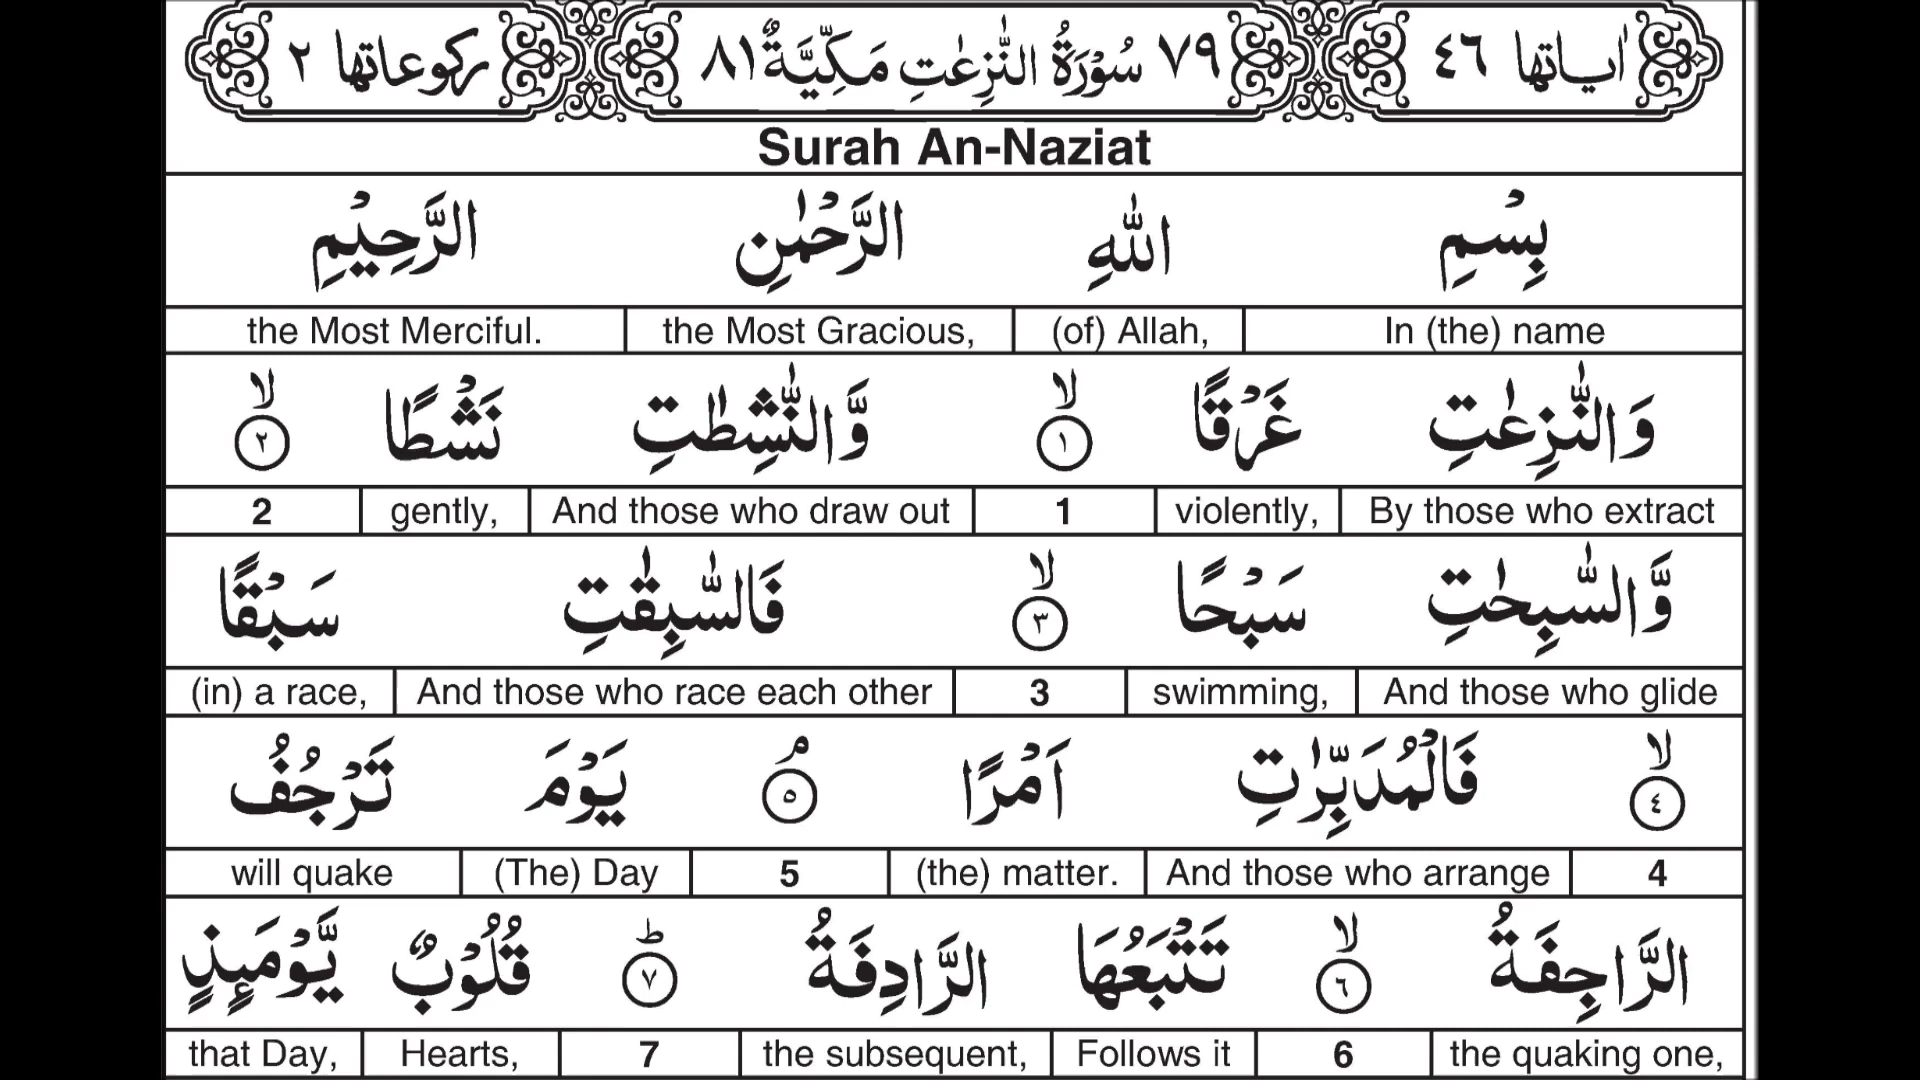 اٰیاتها ٤٦ ٧٩ سُوْرَةُ النّٰزِعٰتِ مَكِّیَّةٌ ٨١ رکوعاتها ٢
Surah An-Naziat
بِسْمِ اللّٰهِ الرَّحْمٰنِ الرَّحِیْمِ
In (the) name (of) Allah, the Most Gracious, the Most Merciful.
وَالنّٰزِعٰتِ غَرْقًا ۙ ١ وَّالنّٰشِطٰتِ نَشْطًا ۙ ٢
By those who extract violently, 1 And those who draw out gently, 2
وَّالسّٰبِحٰتِ سَبْحًا ۙ ٣ فَالسّٰبِقٰتِ سَبْقًا
And those who glide swimming, 3 And those who race each other (in) a race,
ۙ ٤ فَالْمُدَبِّرٰتِ اَمْرًا ۘ ٥ یَوْمَ تَرْجُفُ
4 And those who arrange (the) matter. 5 (The) Day will quake
الرَّاجِفَةُ ۙ ٦ تَتْبَعُهَا الرَّادِفَةُ ؕ ٧ قُلُوْبٌ یَّوْمَىِٕذٍ
the quaking one, 6 Follows it the subsequent, 7 Hearts, that Day,